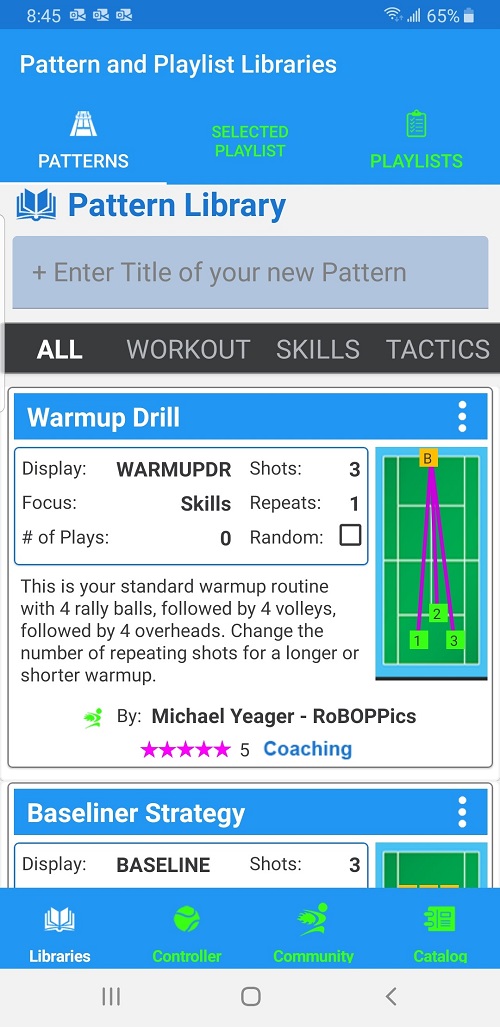 8:45 65%
Pattern and Playlist Libraries
PATTERNS SELECTED PLAYLIST PLAYLISTS
Pattern Library
+ Enter Title of your new Pattern
ALL WORKOUT SKILLS TACTICS
Warmup Drill
Display: WARMUPDR Shots: 3
Focus: Skills Repeats: 1
# of Plays: 0 Random:
B
2
1 3
This is your standard warmup routine
with 4 rally balls, followed by 4 volleys,
followed by 4 overheads. Change the
number of repeating shots for a longer or
shorter warmup.
By: Michael Yeager - RoBOPPics
5 Coaching
Baseliner Strategy
Display: BASELINE Shots: 3
Libraries Controller Community Catalog